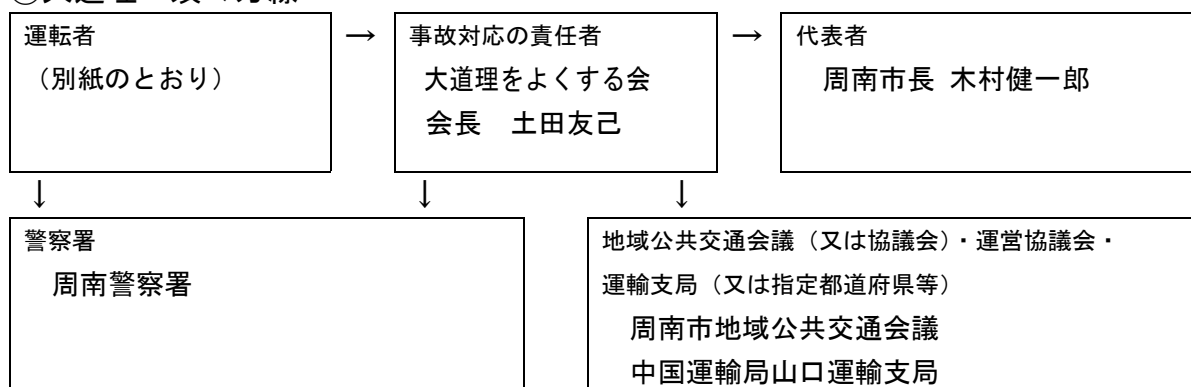 運転者 → 事故対応の責任者 → 代表者
(別紙のとおり)
大道理をよくする会
会長 土田友己
周南市長 木村健一郎
↓ ↓ ↓
警察署
周南警察署
地域公共交通会議(又は協議会)・運営協議会・
運輸支局(又は指定都道府県等)
周南市地域公共交通会議
中国運輸局山口運輸支局